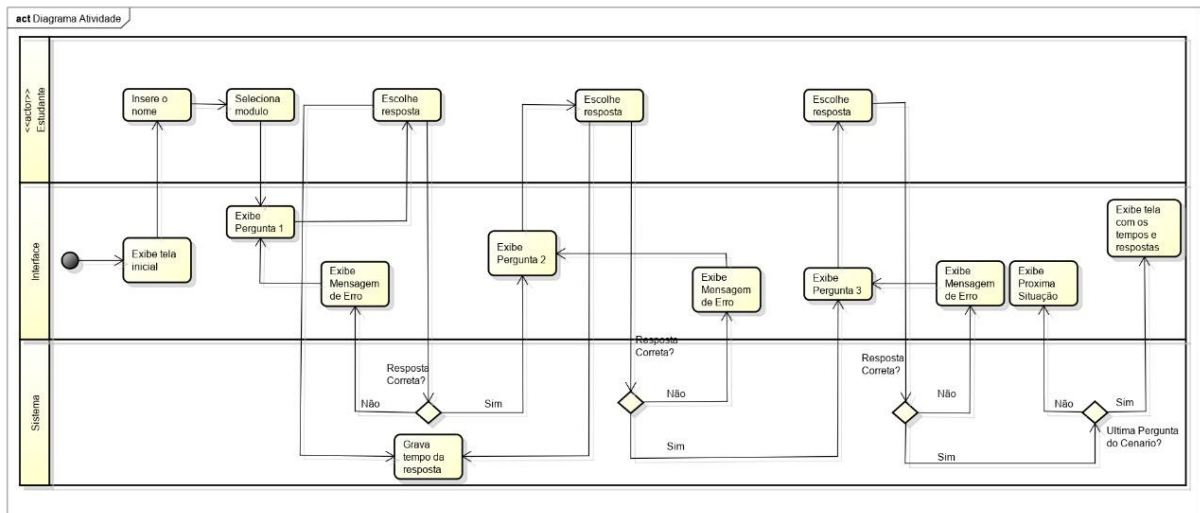 act Diagrama Atividade
<<actor>>
Estudante
Insere o
nome
Seleciona
modulo
Escolhe
resposta
Escolhe
resposta
Escolhe
resposta
Interface
Exibe tela
inicial
Exibe
Pergunta 1
Exibe
Mensagem
de Erro
Exibe
Pergunta 2
Exibe
Mensagem
de Erro
Exibe
Pergunta 3
Exibe
Mensagem
de Erro
Exibe
Proxima
Situação
Exibe tela
com os
tempos e
respostas
Sistema
Resposta
Correta?
Não
Sim
Grava
tempo da
resposta
Resposta
Correta?
Não
Sim
Resposta
Correta?
Não
Sim
Não
Sim
Ultima Pergunta
do Cenario?